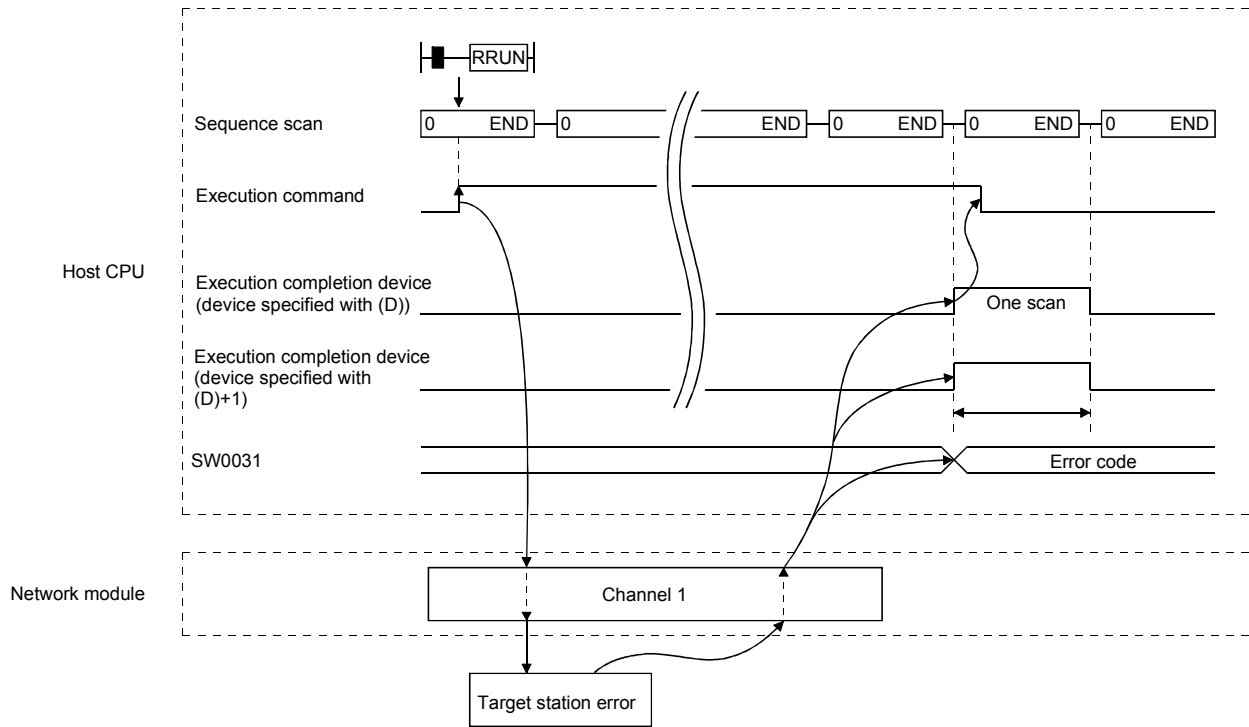 RRUN
Sequence scan
0 END 0 END 0 END 0 END 0 END
Execution command
Host CPU
Execution completion device
(device specified with (D))
One scan
Execution completion device
(device specified with
(D)+1)
SW0031
Error code
Network module
Channel 1
Target station error